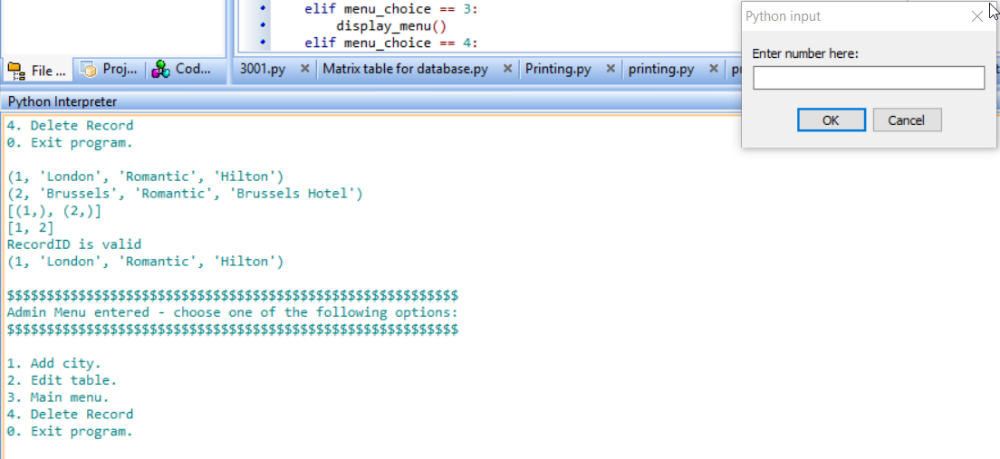 elif menu_choice == 3:
display_menu()
elif menu_choice == 4:
File ... Proj... Cod...
3001.py Matrix table for database.py Printing.py printing.py
Python Interpreter
4. Delete Record
0. Exit program.
(1, 'London', 'Romantic', 'Hilton')
(2, 'Brussels', 'Romantic', 'Brussels Hotel')
[(1,), (2,)]
[1, 2]
RecordID is valid
(1, 'London', 'Romantic', 'Hilton')
$$$$$$$$$$$$$$$$$$$$$$$$$$$$$$$$$$$$$$$$$$$$$$$$$$$$$$$$$
Admin Menu entered - choose one of the following options:
$$$$$$$$$$$$$$$$$$$$$$$$$$$$$$$$$$$$$$$$$$$$$$$$$$$$$$$$$
1. Add city.
2. Edit table.
3. Main menu.
4. Delete Record
0. Exit program.
Python input
Enter number here:
OK Cancel